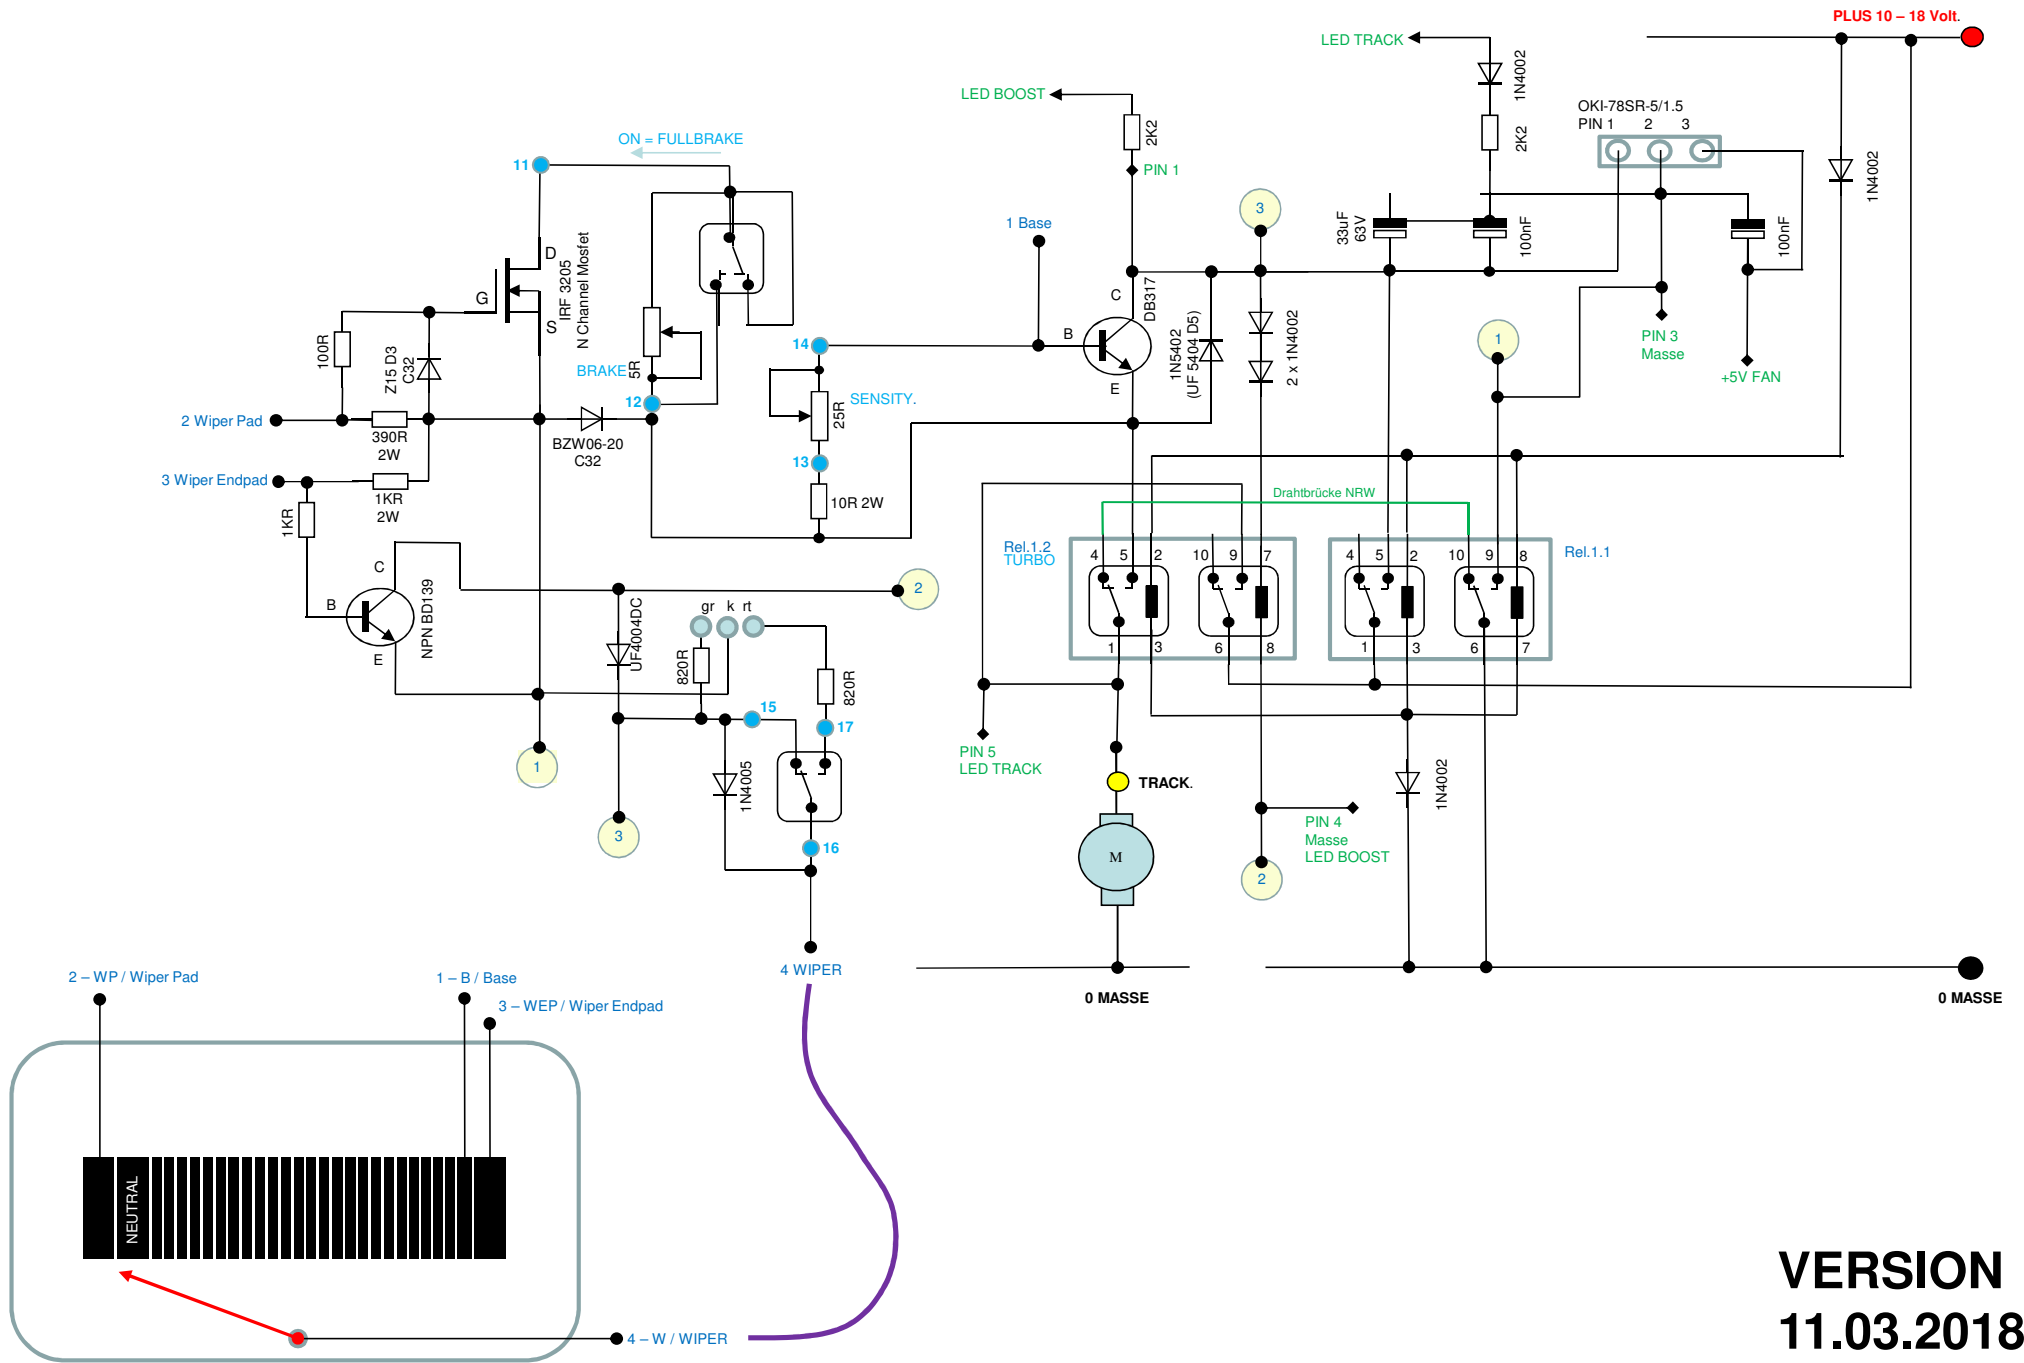 PLUS 10 – 18 Volt.
LED TRACK
1N4002
LED BOOST
OKI-78SR-5/1.5
PIN 1 2 3
2K2
2K2
ON = FULLBRAKE
1N4002
11
PIN 1
3
1 Base
33uF
63V
100nF
100nF
D
G
S
IRF 3205
N Channel Mosfet
C
B
E
DB317
1N5402
(UF 5404 D5)
2 x 1N4002
1
PIN 3
Masse
+5V FAN
100R
Z15 D3
C32
14
BRAKE
5R
12
SENSITY.
25R
2 Wiper Pad
390R
2W
BZW06-20
C32
13
3 Wiper Endpad
1KR
2W
10R 2W
1KR
Drahtbrücke NRW
Rel.1.2
TURBO
4 5 2 10 9 7
4 5 2 10 9 8
Rel.1.1
C
B
E
NPN BD139
2
gr k rt
UF4004DC
820R
820R
1 3 6 8
1 3 6 7
15
17
PIN 5
LED TRACK
1
1N4005
TRACK.
1N4002
3
16
PIN 4
Masse
LED BOOST
M
2
4 WIPER
0 MASSE
0 MASSE
2 – WP / Wiper Pad
1 – B / Base
3 – WEP / Wiper Endpad
NEUTRAL
4 – W / WIPER
VERSION
11.03.2018